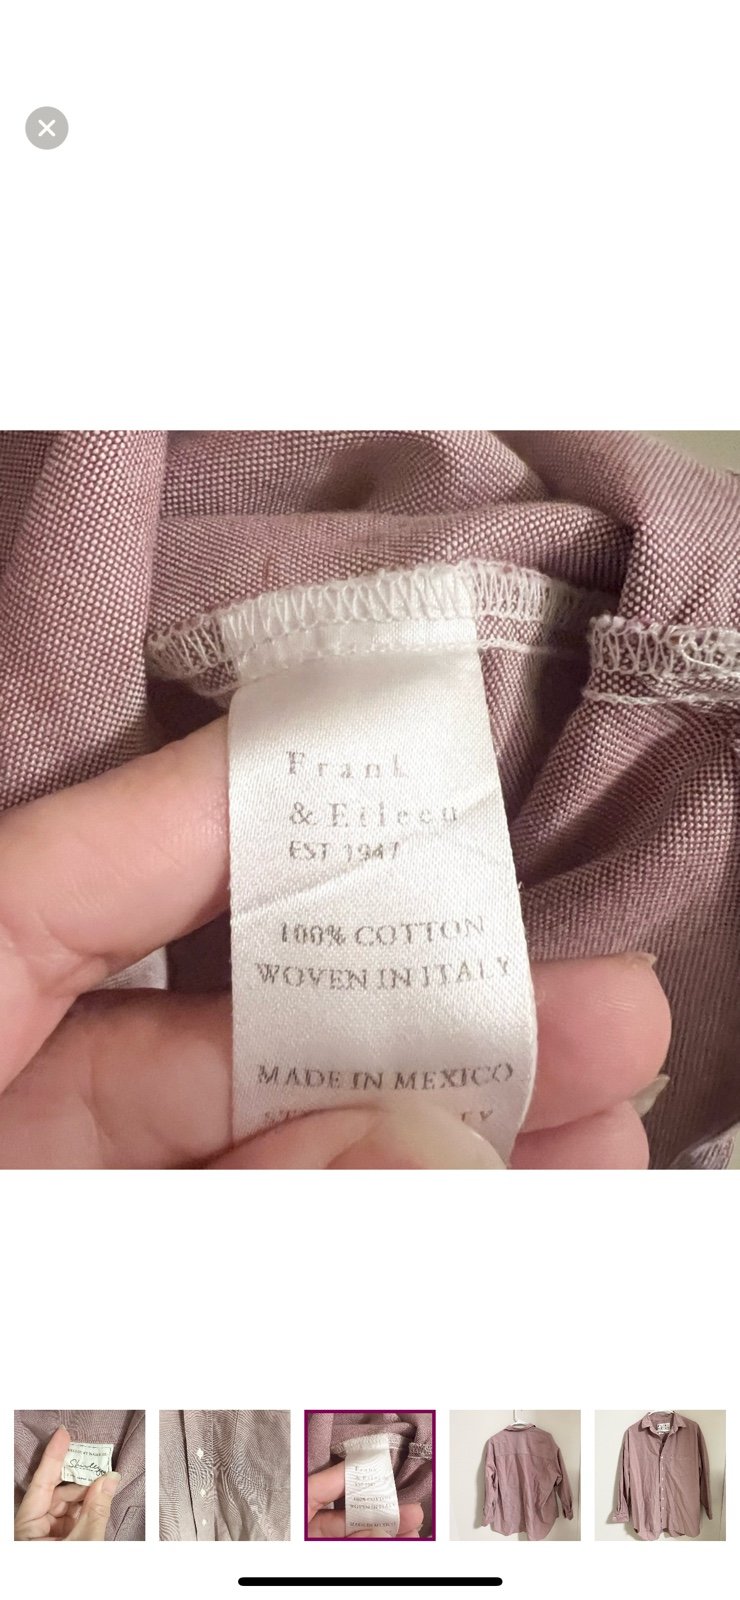 Frank
& Eileen
EST 1947
100% COTTON
WOVEN IN ITALY
MADE IN MEXICO